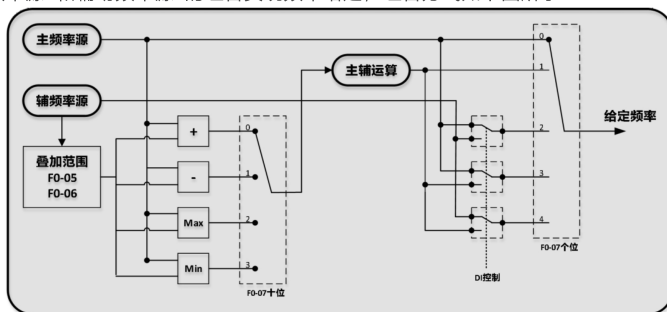 主频率源
辅频率源
叠加范围
F0-05
F0-06
+
-
Max
Min
0
1
2
3
F0-07十位
主辅运算
DI控制
0
1
2
3
4
F0-07个位
给定频率